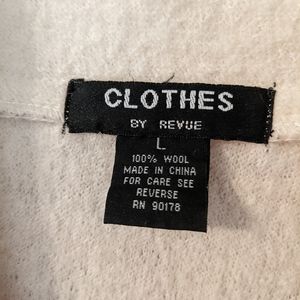 CLOTHES
BY REVUE
L
100% WOOL
MADE IN CHINA
FOR CARE SEE
REVERSE
RN 90178